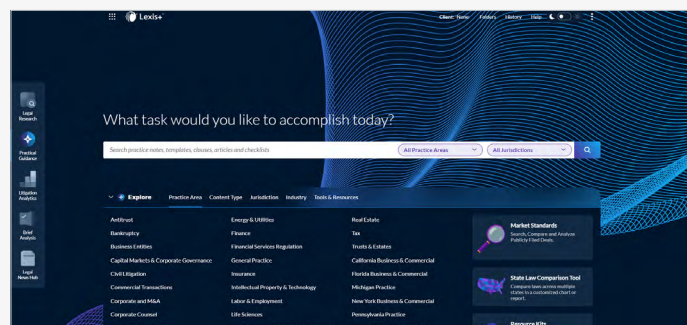 Lexis+
Client: None Folders History Help
What task would you like to accomplish today?
Search practice notes, templates, clauses, articles and checklists
All Practice Areas
All Jurisdictions
Legal
Research
Practical
Guidance
Litigation
Analytics
Brief
Analysis
Legal
News Hub
Explore Practice Area Content Type Jurisdiction Industry Tools & Resources
Antitrust
Bankruptcy
Business Entities
Capital Markets & Corporate Governance
Civil Litigation
Commercial Transactions
Corporate and M&A
Corporate Counsel
Energy & Utilities
Finance
Financial Services Regulation
General Practice
Insurance
Intellectual Property & Technology
Labor & Employment
Life Sciences
Real Estate
Tax
Trusts & Estates
California Business & Commercial
Florida Business & Commercial
Michigan Practice
New York Business & Commercial
Pennsylvania Practice
Market Standards
Search, Compare and Analyze
Publicly Filed Deals.
State Law Comparison Tool
Compare laws across multiple
states in a customized chart or
report.
Resource Kits